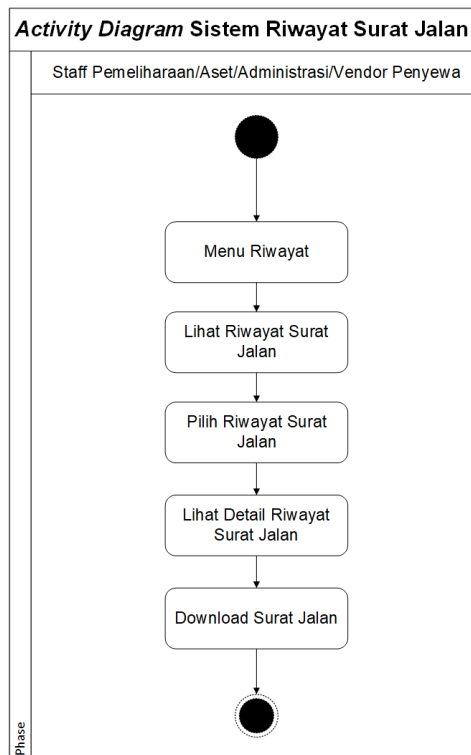 Activity Diagram Sistem Riwayat Surat Jalan
Staff Pemeliharaan/Aset/Administrasi/Vendor Penyewa
Menu Riwayat
Lihat Riwayat Surat
Jalan
Pilih Riwayat Surat
Jalan
Lihat Detail Riwayat
Surat Jalan
Download Surat Jalan
Phase